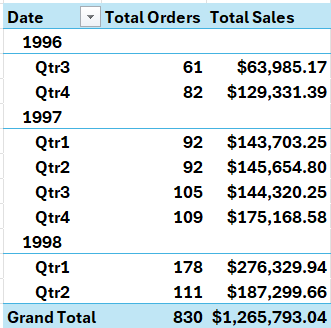 Date Total Orders Total Sales
1996
Qtr3 61 $63,985.17
Qtr4 82 $129,331.39
1997
Qtr1 92 $143,703.25
Qtr2 92 $145,654.80
Qtr3 105 $144,320.25
Qtr4 109 $175,168.58
1998
Qtr1 178 $276,329.94
Qtr2 111 $187,299.66
Grand Total 830 $1,265,793.04